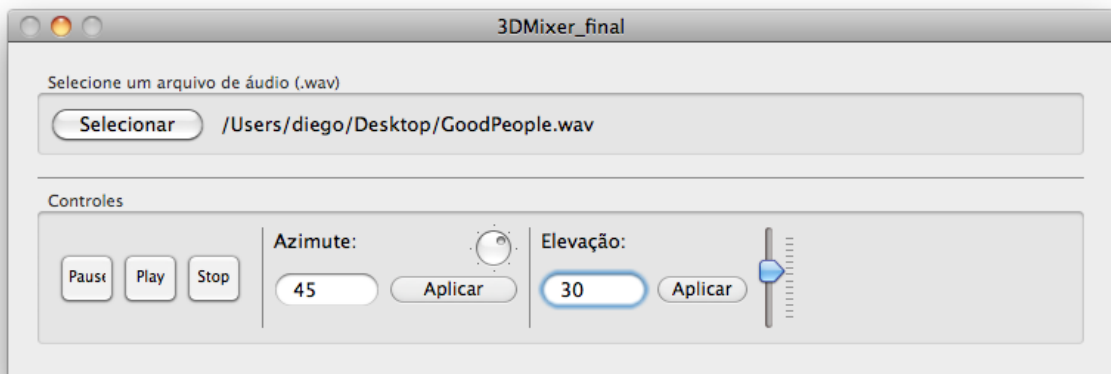 3DMixer_final
Selecione um arquivo de áudio (.wav)
Selecionar /Users/diego/Desktop/GoodPeople.wav
Controles
Azimute: Elevação:
Pause Play Stop 45 Aplicar 30 Aplicar